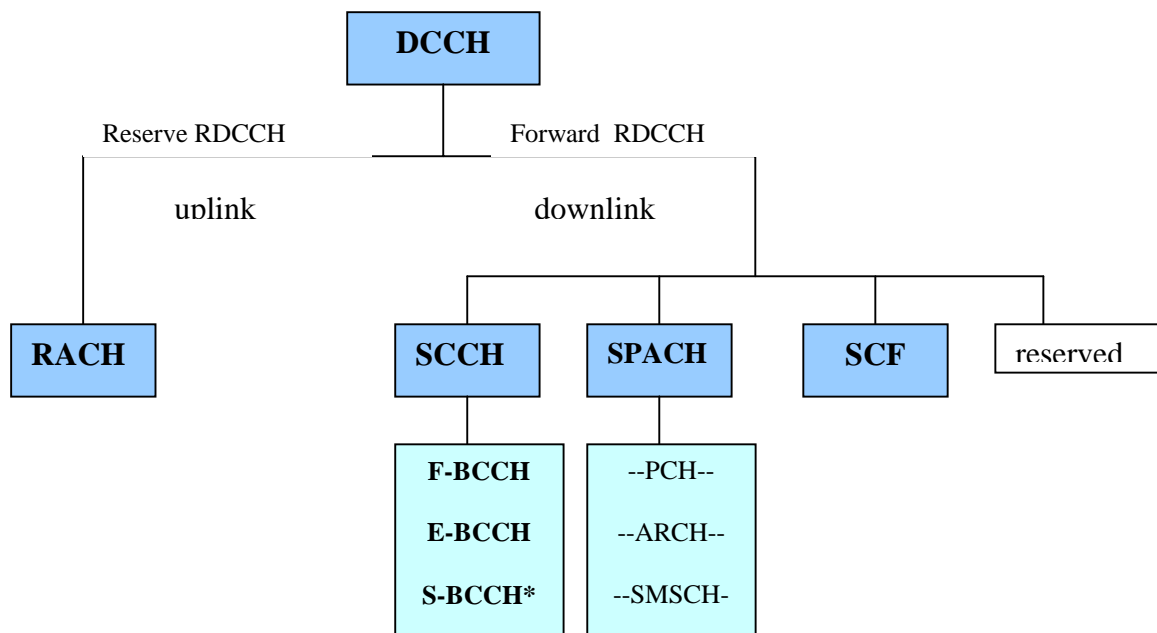 DCCH
Reserve RDCCH
Forward RDCCH
uplink
downlink
RACH
SCCH
SPACH
SCF
reserved
F-BCCH
E-BCCH
S-BCCH*
--PCH--
--ARCH--
--SMSCH-